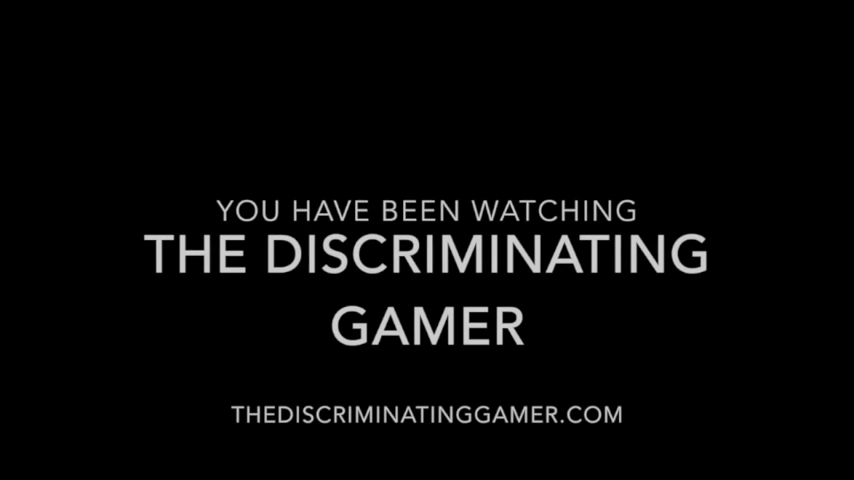 YOU HAVE BEEN WATCHING
THE DISCRIMINATING
GAMER
THEDISCRIMINATINGGAMER.COM